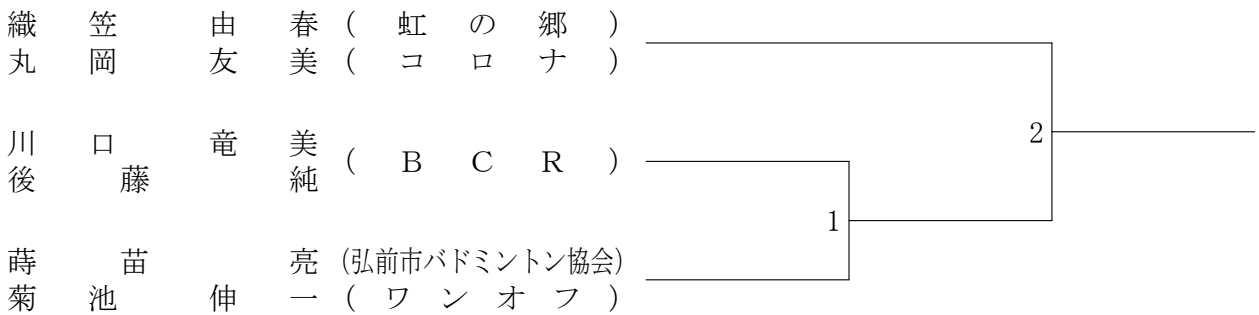 織笠由春(虹の郷)
丸岡友美(コロナ)
川口竜美
(BCR)
後藤純
2
1
蒔苗亮(弘前市バドミントン協会)
菊池伸一(ワンオフ)